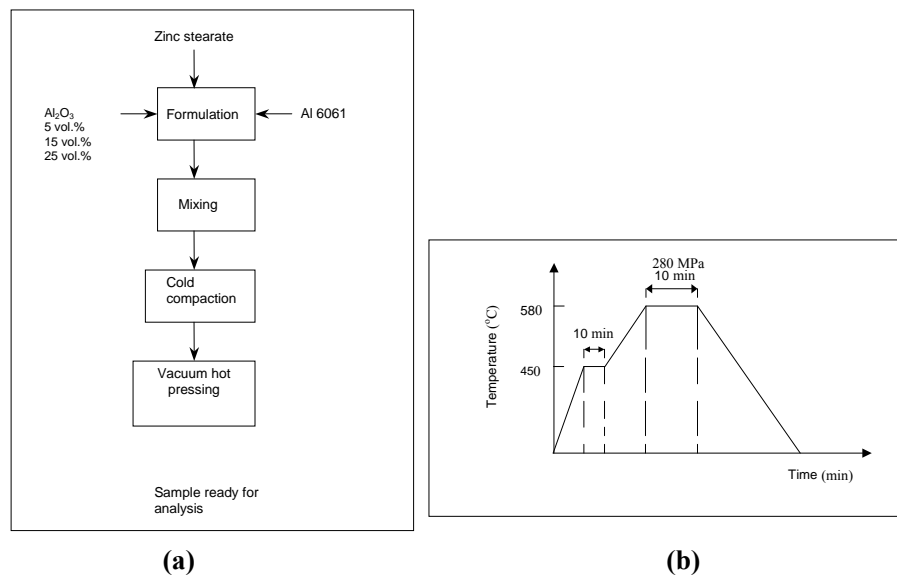 Zinc stearate
Al₂O₃
5 vol.%
15 vol.%
25 vol.%
Formulation
Al 6061
Mixing
Cold
compaction
Vacuum hot
pressing
Sample ready for
analysis
(a)
280 MPa
10 min
580
10 min
450
Temperature (°C)
Time (min)
(b)